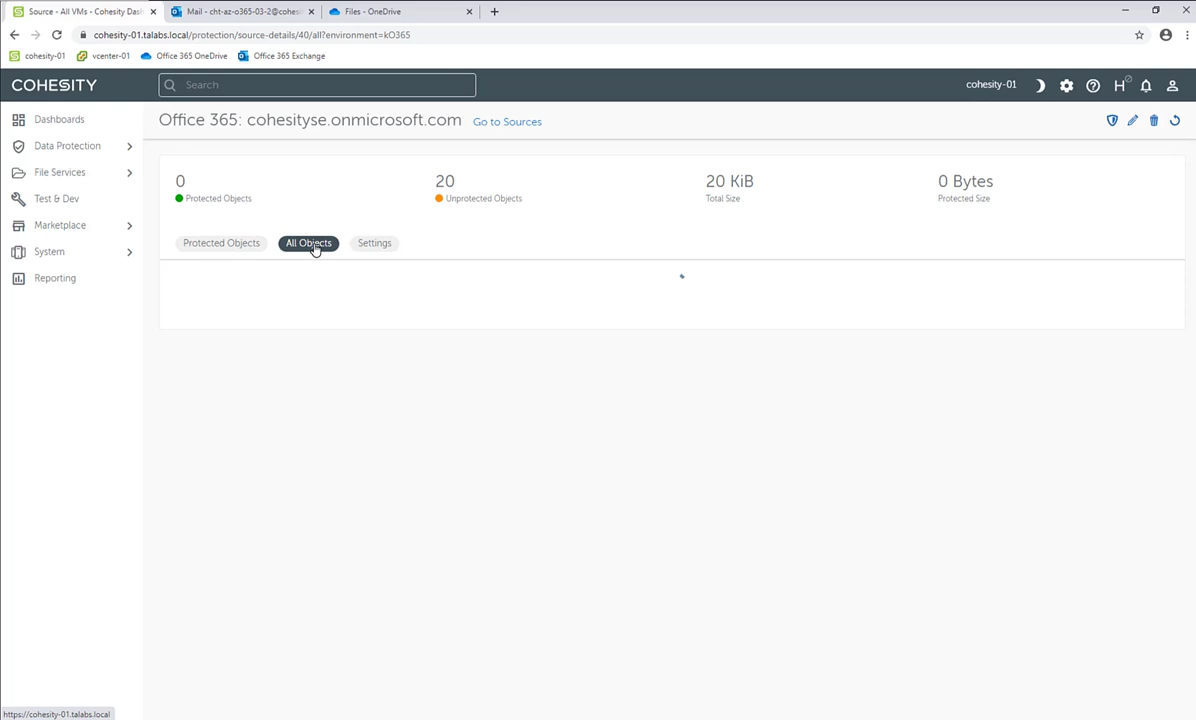 Source - All VMs - Cohesity Dash
Mail - cht-az-o365-03-2@cohes
Files - OneDrive
cohesity-01.talabs.local/protection/source-details/40/all?environment=kO365
cohesity-01
vcenter-01
Office 365 OneDrive
Office 365 Exchange
COHESITY
Search
cohesity-01
H
Dashboards
Data Protection
File Services
Test & Dev
Marketplace
System
Reporting
Office 365: cohesityse.onmicrosoft.com
Go to Sources
0
Protected Objects
20
Unprotected Objects
20 KiB
Total Size
0 Bytes
Protected Size
Protected Objects
All Objects
Settings
https://cohesity-01.talabs.local